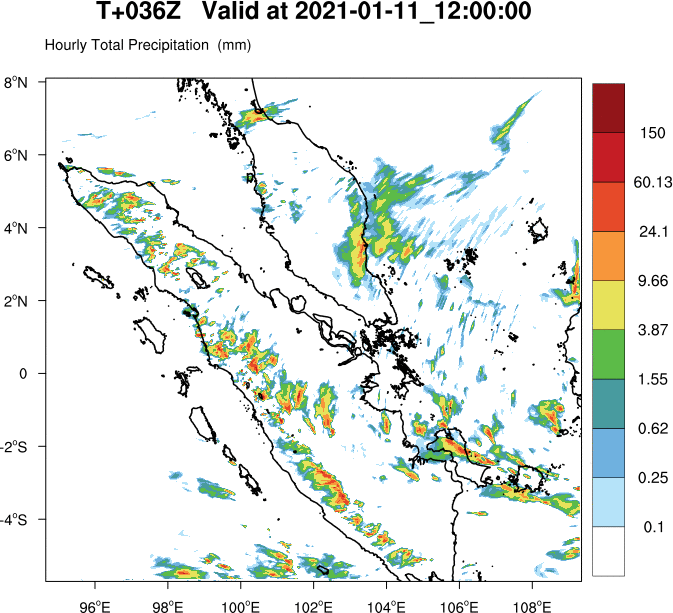 T+036Z Valid at 2021-01-11_12:00:00
Hourly Total Precipitation (mm)
8°N
6°N
4°N
2°N
0
-2°S
-4°S
96°E
98°E
100°E
102°E
104°E
106°E
108°E
150
60.13
24.1
9.66
3.87
1.55
0.62
0.25
0.1